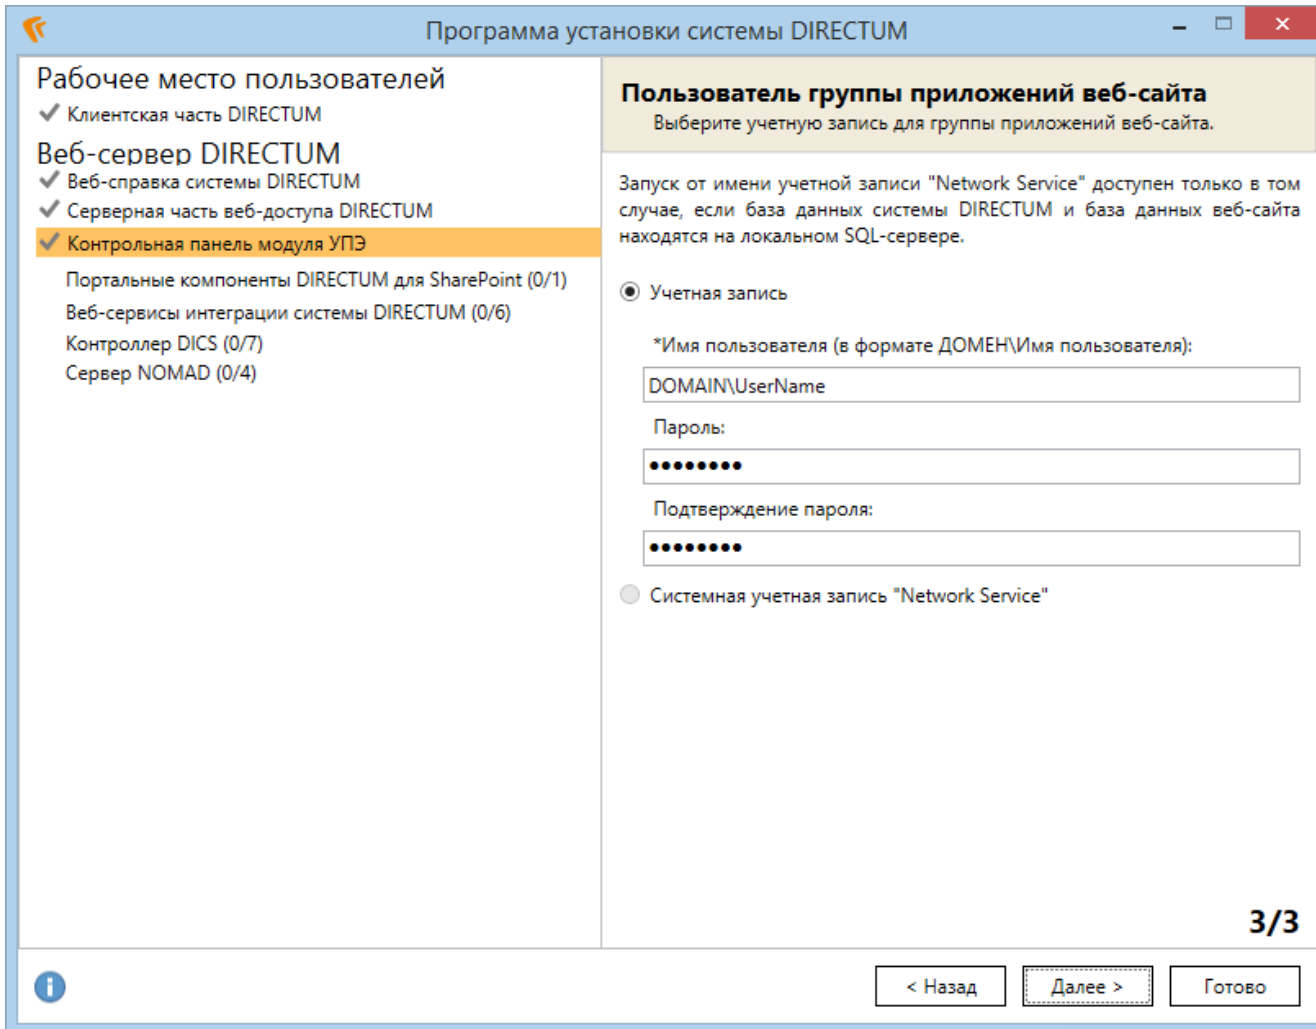 Программа установки системы DIRECTUM
Рабочее место пользователей
Клиентская часть DIRECTUM
Веб-сервер DIRECTUM
Веб-справка системы DIRECTUM
Серверная часть веб-доступа DIRECTUM
Контрольная панель модуля УПЭ
Портальные компоненты DIRECTUM для SharePoint (0/1)
Веб-сервисы интеграции системы DIRECTUM (0/6)
Контроллер DICS (0/7)
Сервер NOMAD (0/4)
Пользователь группы приложений веб-сайта
Выберите учетную запись для группы приложений веб-сайта.
Запуск от имени учетной записи "Network Service" доступен только в том
случае, если база данных системы DIRECTUM и база данных веб-сайта
находятся на локальном SQL-сервере.
Учетная запись
*Имя пользователя (в формате ДОМЕН\Имя пользователя):
DOMAIN\UserName
Пароль:
••••••••
Подтверждение пароля:
••••••••
Системная учетная запись "Network Service"
3/3
< Назад
Далее >
Готово